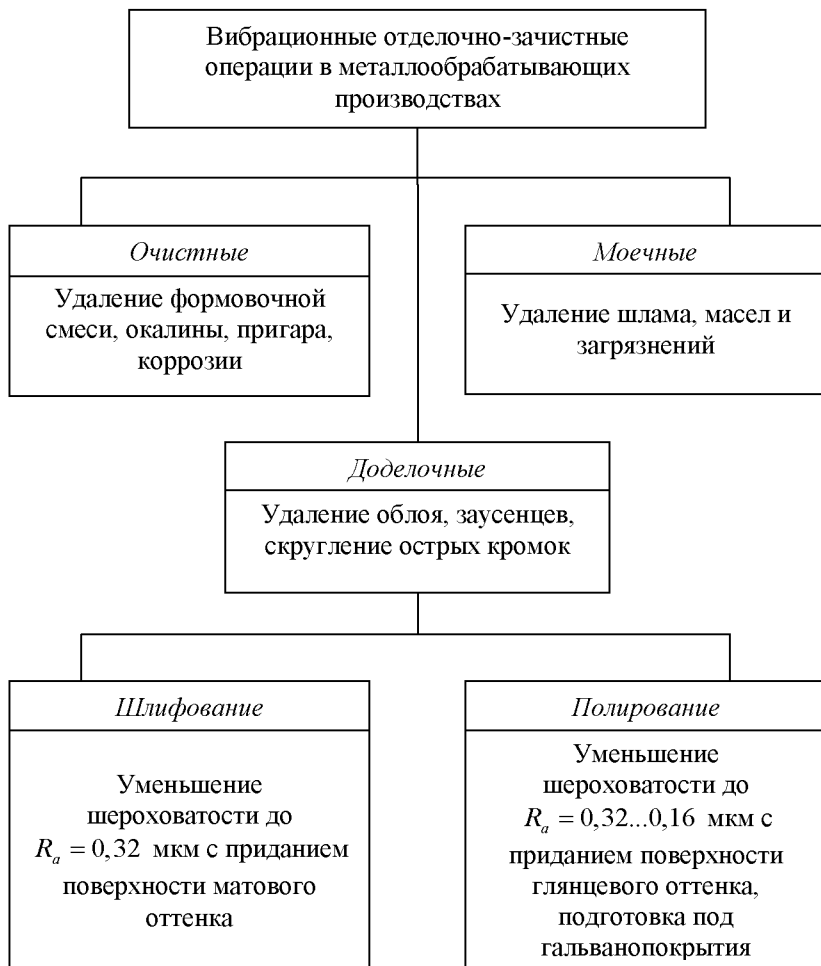 Вибрационные отделочно-зачистные
операции в металлообрабатывающих
производствах
Очистные
Удаление формовочной
смеси, окалины, пригара,
коррозии
Моечные
Удаление шлама, масел и
загрязнений
Доделочные
Удаление облоя, заусенцев,
скругление острых кромок
Шлифование
Уменьшение
шероховатости до
Rₐ = 0,32 мкм с приданием
поверхности матового
оттенка
Полирование
Уменьшение
шероховатости до
Rₐ = 0,32...0,16 мкм с
приданием поверхности
глянцевого оттенка,
подготовка под
гальванопокрытия